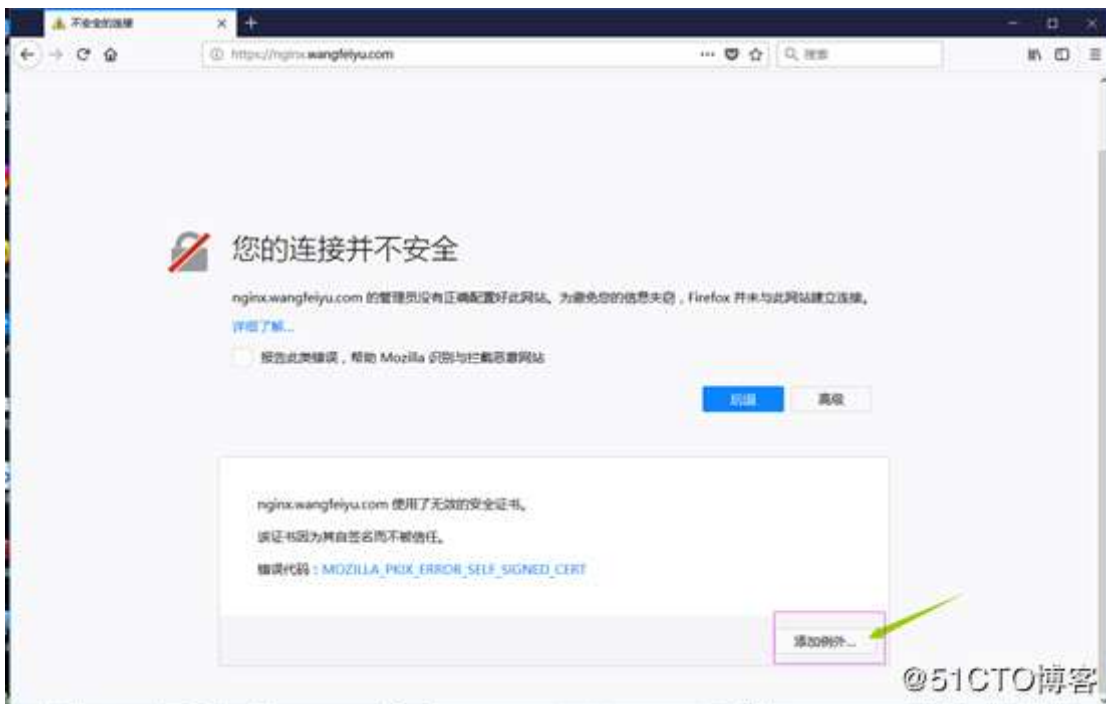 不安全的连接
https://nginx.wangfeiyu.com
搜索
您的连接并不安全
nginx.wangfeiyu.com 的管理员没有正确配置好此网站。为避免您的信息失窃，Firefox 并未与此网站建立连接。
详细了解...
报告此类错误，帮助 Mozilla 识别与拦截恶意网站
后退 高级
nginx.wangfeiyu.com 使用了无效的安全证书。
该证书因为其自签名而不被信任。
错误代码：MOZILLA_PKIX_ERROR_SELF_SIGNED_CERT
添加例外...
@51CTO博客